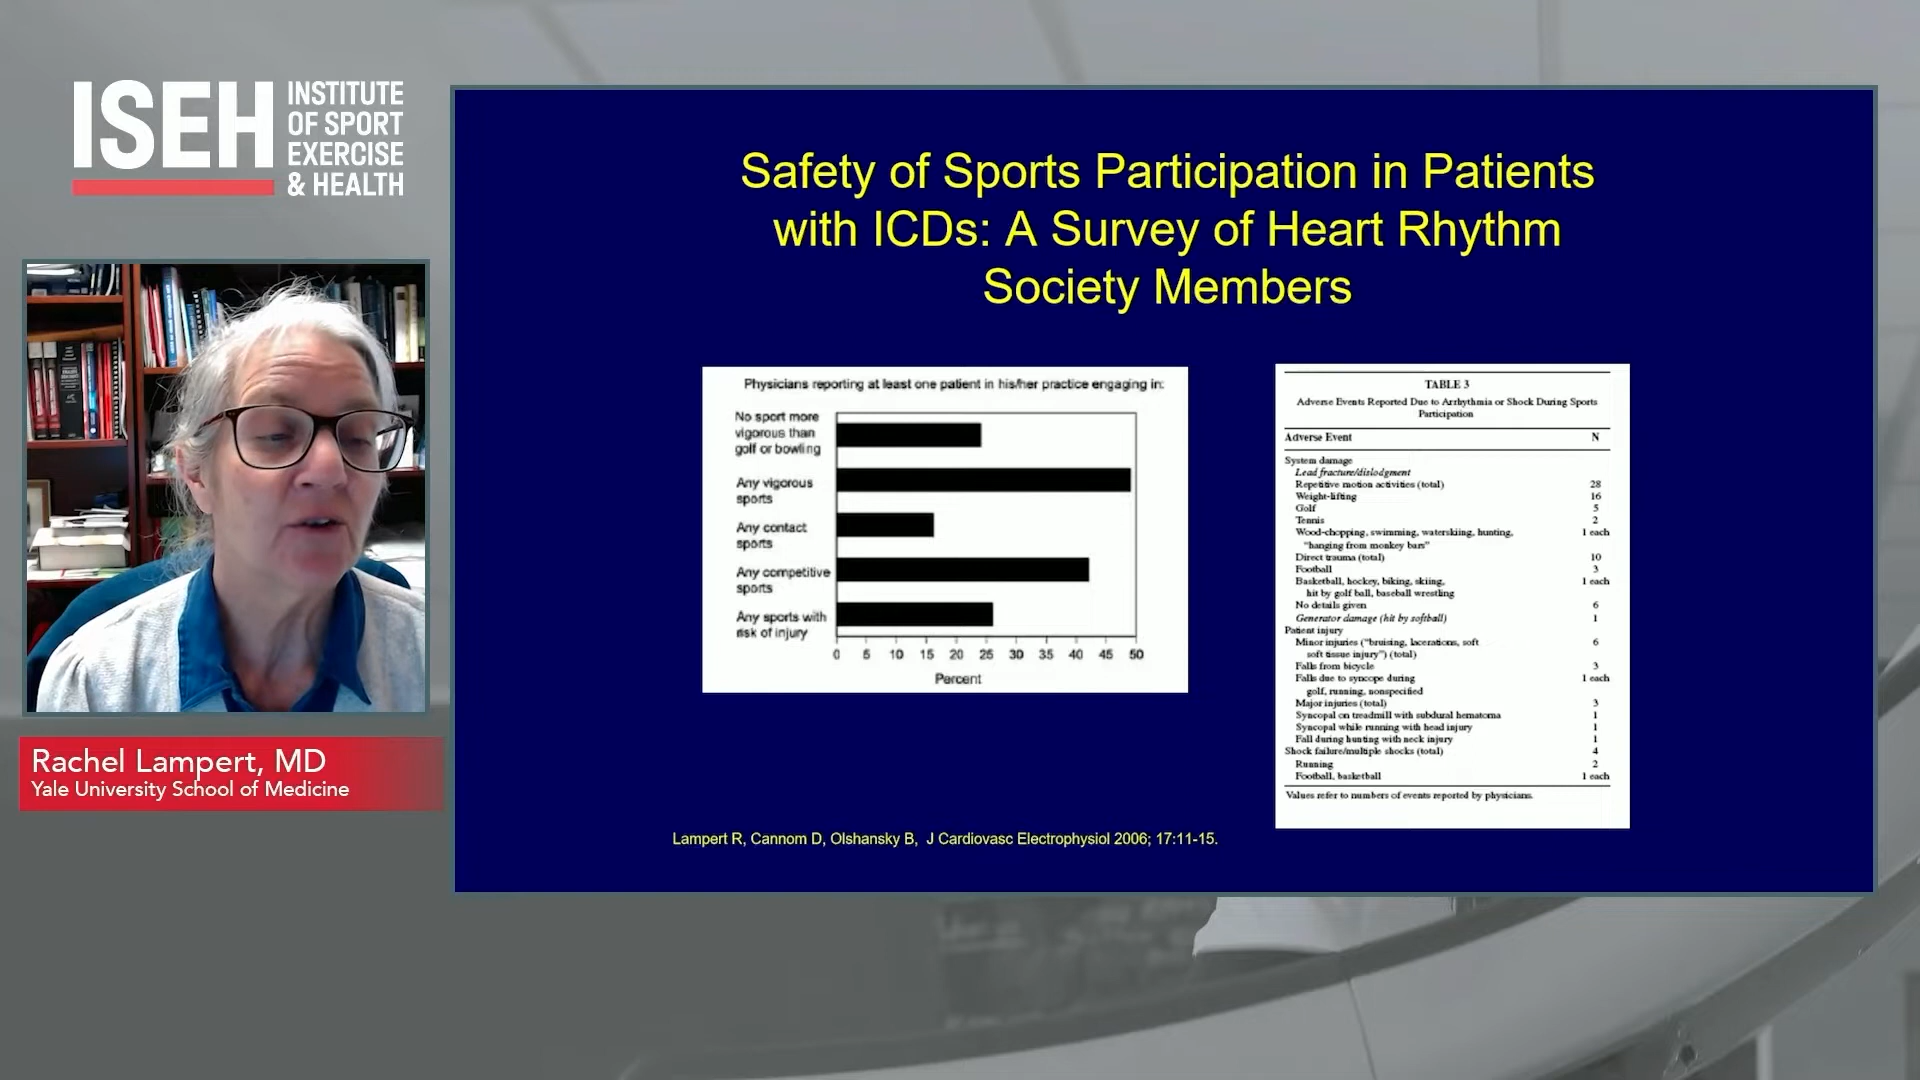 ISEH
INSTITUTE
OF SPORT
EXERCISE
& HEALTH
Rachel Lampert, MD
Yale University School of Medicine
Safety of Sports Participation in Patients
with ICDs: A Survey of Heart Rhythm
Society Members
Physicians reporting at least one patient in his/her practice engaging in:
No sport more
vigorous than
golf or bowling
Any vigorous
sports
Any contact
sports
Any competitive
sports
Any sports with
risk of injury
0 5 10 15 20 25 30 35 40 45 50
Percent
TABLE 3
Adverse Events Reported Due to Arrhythmia or Shock During Sports
Participation
Adverse Event N
System damage
Lead fracture/dislodgment
Repetitive motion activities (total) 28
Weight-lifting 16
Golf 5
Tennis 2
Wood-chopping, swimming, waterskiing, hunting, 1 each
"hanging from monkey bars"
Direct trauma (total) 10
Football 3
Basketball, hockey, biking, skiing, 1 each
hit by golf ball, baseball wrestling
No details given 6
Generator damage (hit by softball) 1
Patient injury
Minor injuries ("bruising, lacerations, soft 6
soft tissue injury") (total)
Falls from bicycle 3
Falls due to syncope during 1 each
golf, running, nonspecified
Major injuries (total) 3
Syncopal on treadmill with subdural hematoma 1
Syncopal while running with head injury 1
Fall during hunting with neck injury 1
Shock failure/multiple shocks (total) 4
Running 2
Football, basketball 1 each
Values refer to numbers of events reported by physicians.
Lampert R, Cannom D, Olshansky B, J Cardiovasc Electrophysiol 2006; 17:11-15.